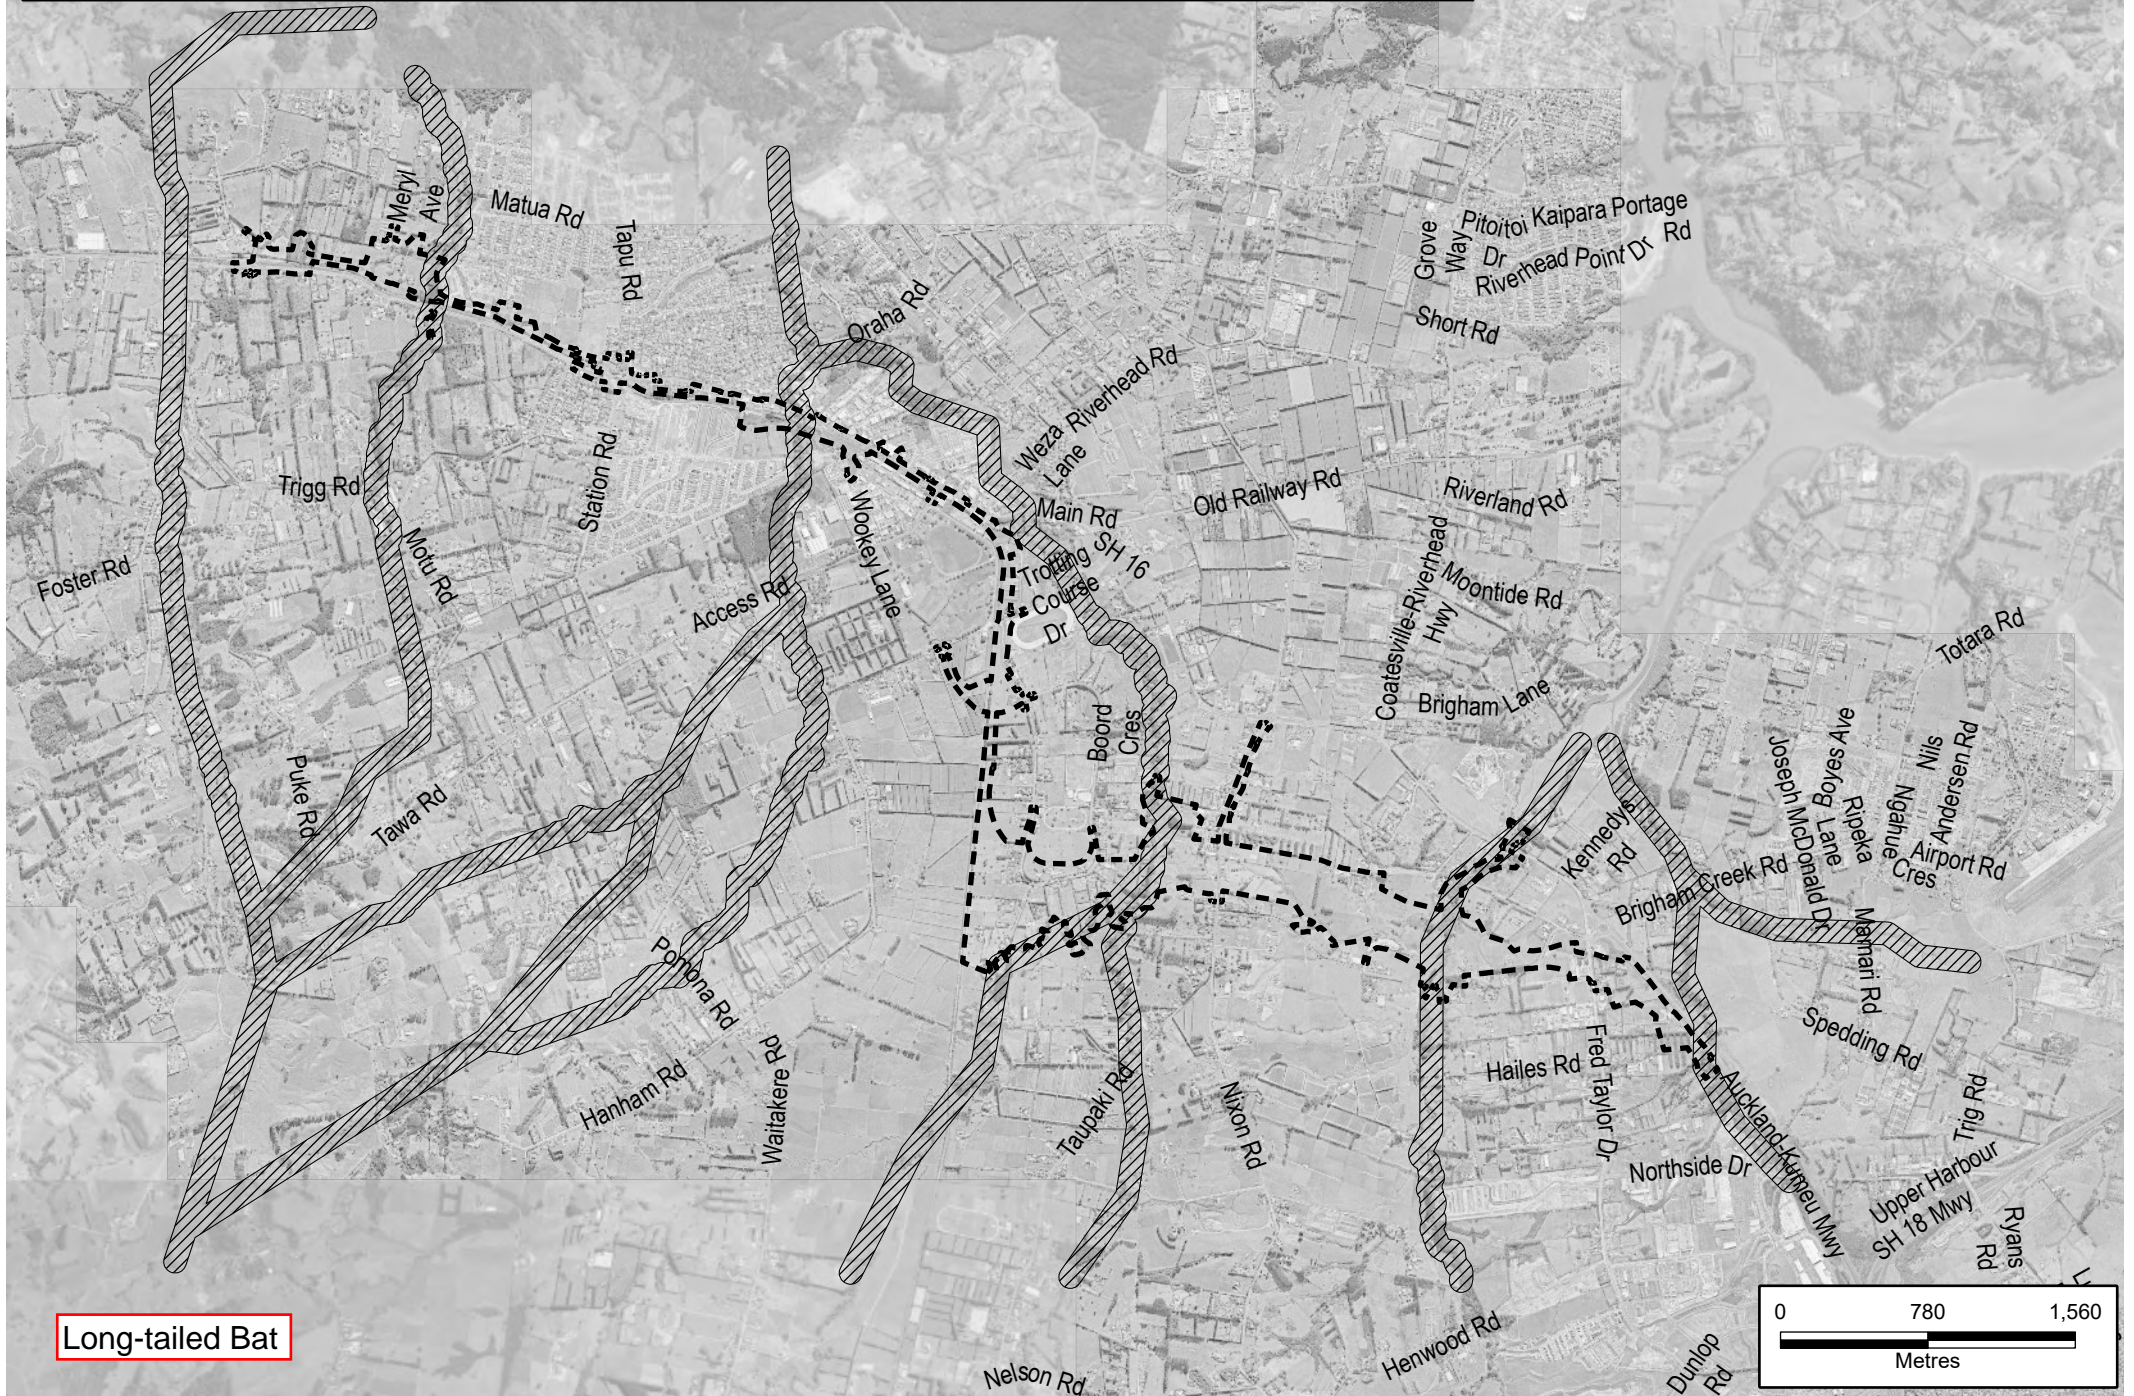 Meryl
Ave
Matua Rd
Tapu Rd
Oraha Rd
Pitoitoi
Dr
Kaipara Portage
Rd
Grove
Way
Riverhead Point Dr
Short Rd
Riverhead Rd
Weza
Lane
Main Rd
SH 16
Old Railway Rd
Riverland Rd
Coatesville-Riverhead
Hwy
Moontide Rd
Brigham Lane
Totara Rd
Trigg Rd
Station Rd
Foster Rd
Motu Rd
Access Rd
Wookey Lane
Trotting
Course
Dr
Boord
Cres
Puke Rd
Tawa Rd
Pomona Rd
Hanham Rd
Waitakere Rd
Taupaki Rd
Nixon Rd
Kennedys
Rd
Brigham Creek Rd
Joseph McDonald Dr
Boyes Ave
Ripeka
Lane
Ngahue
Cres
Nils
Andersen Rd
Airport Rd
Mamari Rd
Spedding Rd
Hailes Rd
Fred Taylor Dr
Northside Dr
Auckland-Kumeu Mwy
Trig Rd
Upper Harbour
SH 18 Mwy
Ryans
Rd
Henwood Rd
Nelson Rd
Dunlop
Rd
Long-tailed Bat
0 780 1,560
Metres